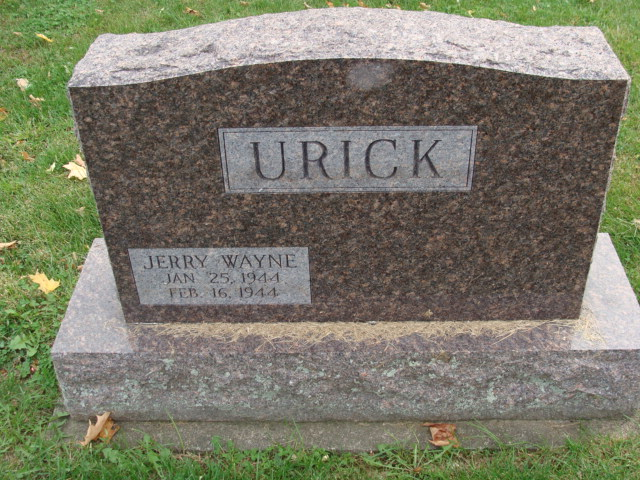 URICK
JERRY WAYNE
JAN 25, 1944
FEB. 16, 1944